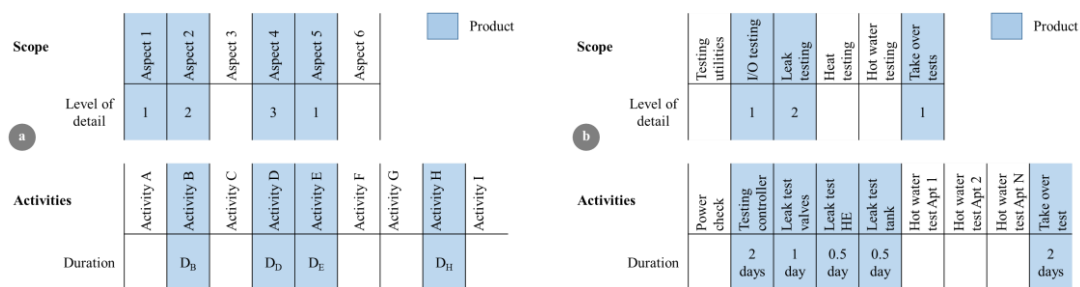 Scope
Aspect 1
Aspect 2
Aspect 3
Aspect 4
Aspect 5
Aspect 6
Product
Level of
detail
1
2
3
1
a
Activities
Activity A
Activity B
Activity C
Activity D
Activity E
Activity F
Activity G
Activity H
Activity I
Duration
D_B
D_D
D_E
D_H
Scope
Testing
utilities
I/O testing
Leak
testing
Heat
testing
Hot water
testing
Take over
tests
Product
Level of
detail
1
2
1
b
Activities
Power
check
Testing
controller
Leak test
valves
Leak test
HE
Leak test
tank
Hot water
test Apt 1
Hot water
test Apt 2
Hot water
test Apt N
Take over
test
Duration
2
days
1
day
0.5
day
0.5
day
2
days